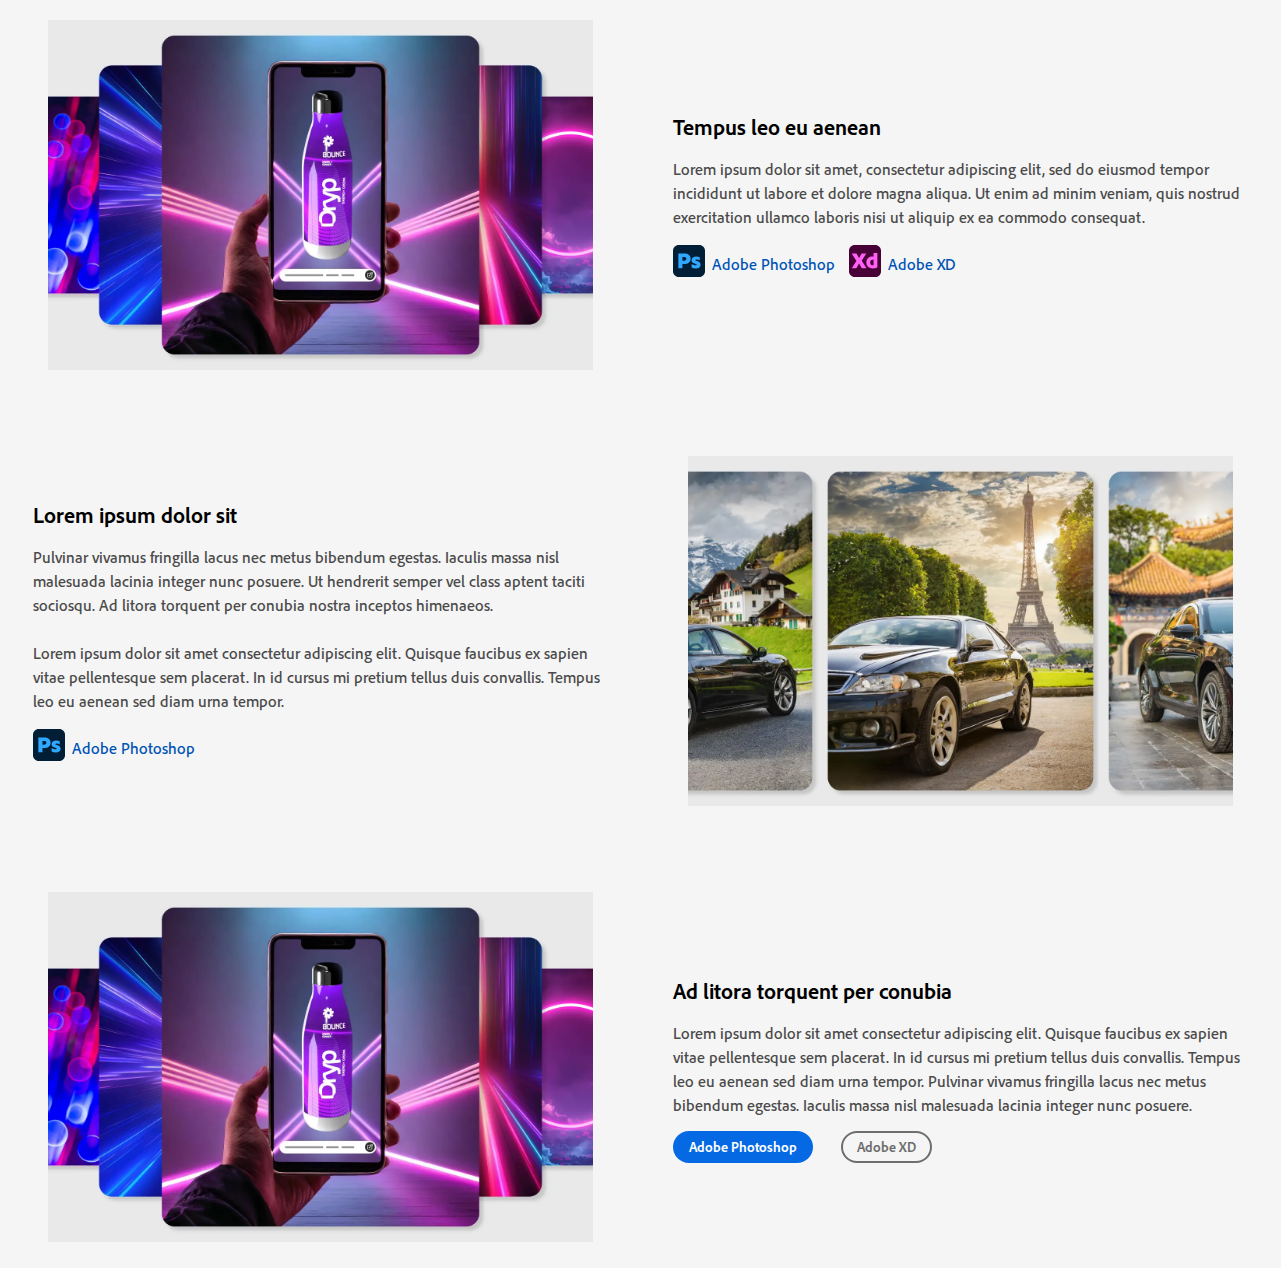 BOUNCE
Dryp
Tempus leo eu aenean
Lorem ipsum dolor sit amet, consectetur adipiscing elit, sed do eiusmod tempor
incididunt ut labore et dolore magna aliqua. Ut enim ad minim veniam, quis nostrud
exercitation ullamco laboris nisi ut aliquip ex ea commodo consequat.
Ps Adobe Photoshop Xd Adobe XD
Lorem ipsum dolor sit
Pulvinar vivamus fringilla lacus nec metus bibendum egestas. Iaculis massa nisl
malesuada lacinia integer nunc posuere. Ut hendrerit semper vel class aptent taciti
sociosqu. Ad litora torquent per conubia nostra inceptos himenaeos.
Lorem ipsum dolor sit amet consectetur adipiscing elit. Quisque faucibus ex sapien
vitae pellentesque sem placerat. In id cursus mi pretium tellus duis convallis. Tempus
leo eu aenean sed diam urna tempor.
Ps Adobe Photoshop
BOUNCE
Dryp
Ad litora torquent per conubia
Lorem ipsum dolor sit amet consectetur adipiscing elit. Quisque faucibus ex sapien
vitae pellentesque sem placerat. In id cursus mi pretium tellus duis convallis. Tempus
leo eu aenean sed diam urna tempor. Pulvinar vivamus fringilla lacus nec metus
bibendum egestas. Iaculis massa nisl malesuada lacinia integer nunc posuere.
Adobe Photoshop Adobe XD